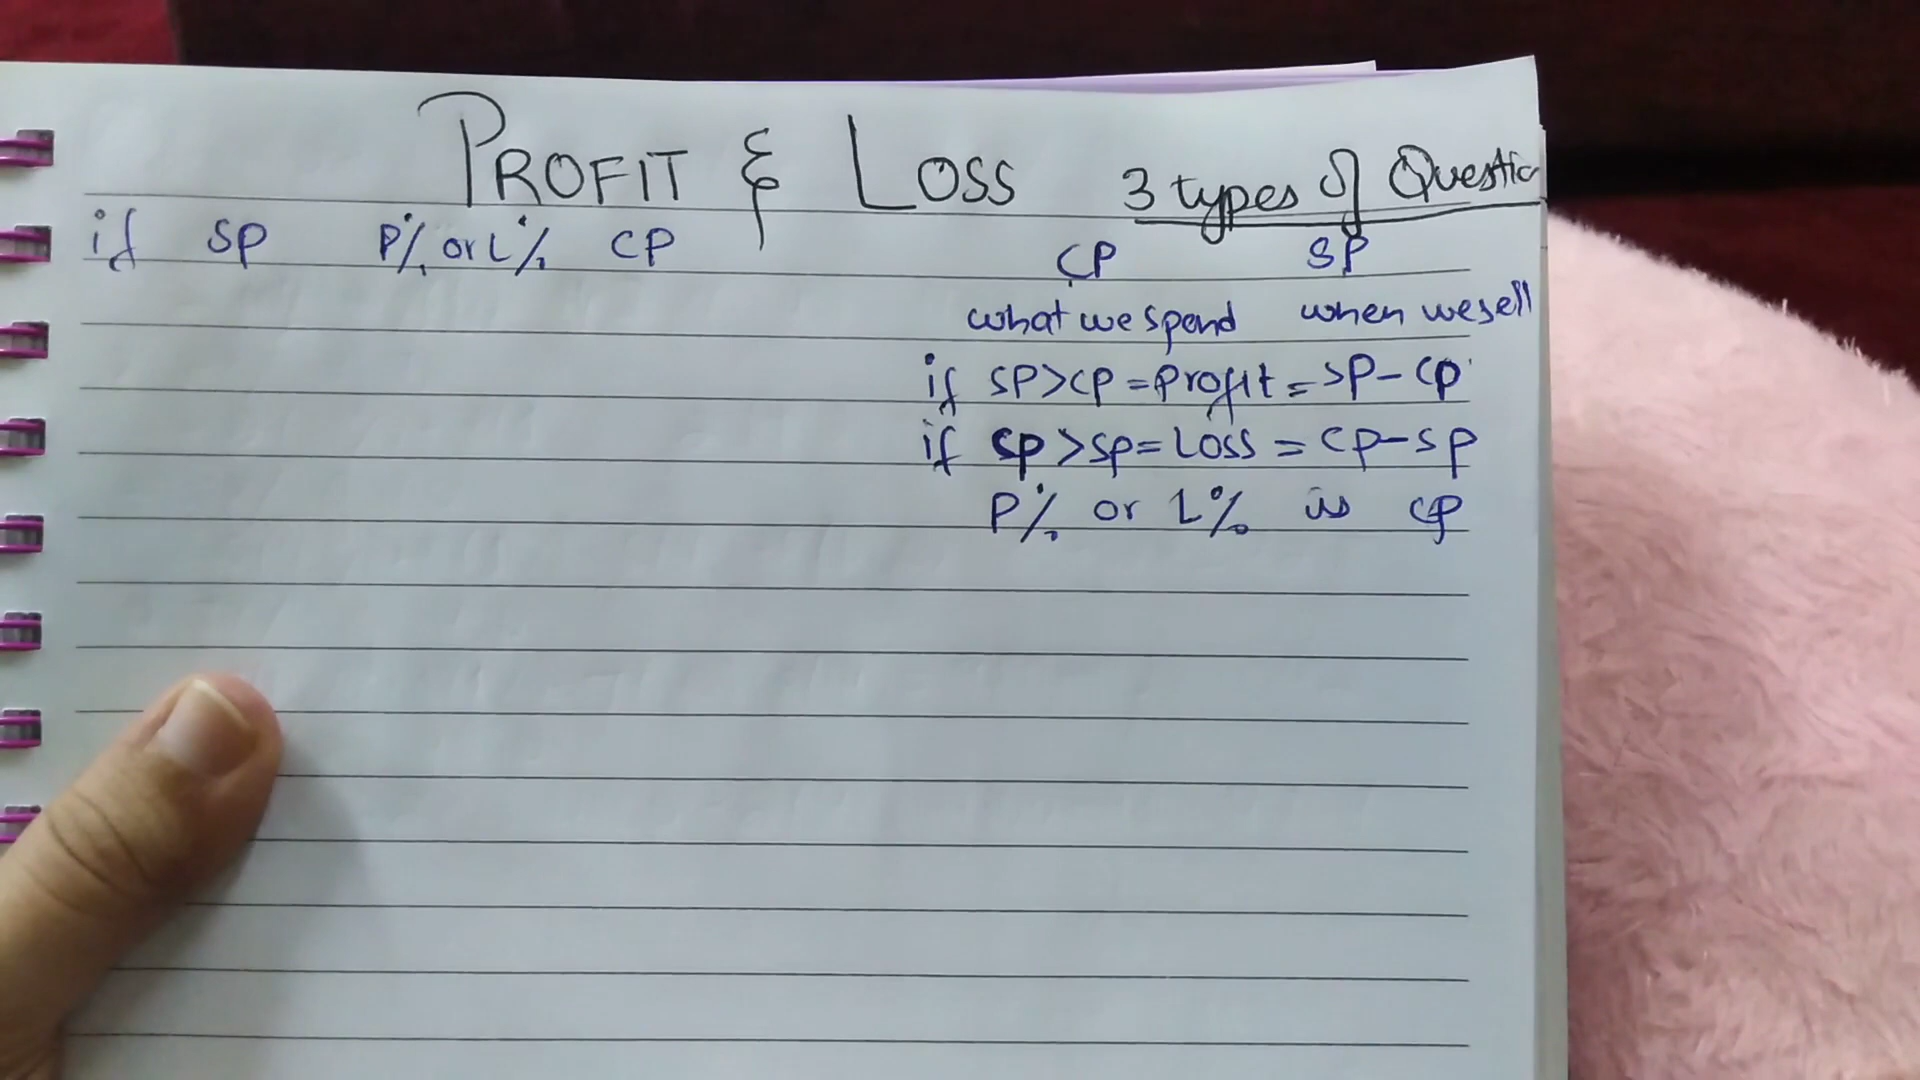 PROFIT & LOSS 3 types of Questio
if SP P% or L% CP
CP SP
what we spend when we sell
if SP>CP = Profit = SP-CP
if CP>SP = Loss = CP-SP
P% or L% is CP